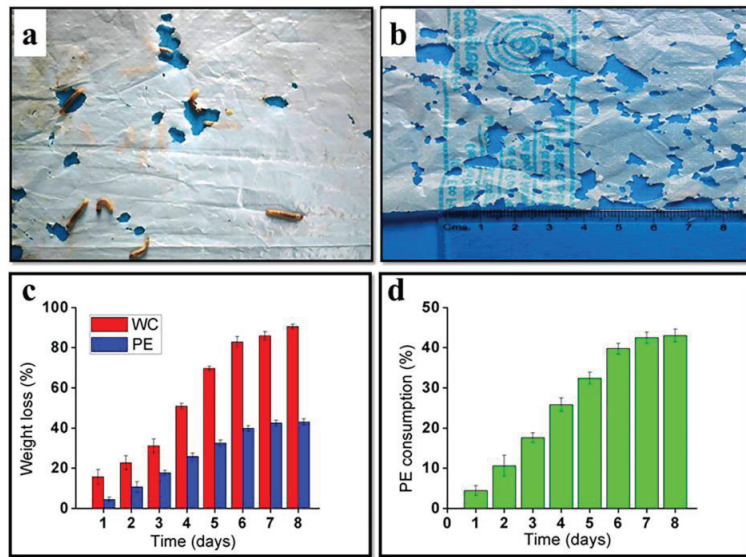 a
b
Cms. 1 2 3 4 5 6 7 8
c
WC
PE
100
80
60
40
20
0
Weight loss (%)
1 2 3 4 5 6 7 8
Time (days)
d
50
40
30
20
10
0
PE consumption (%)
0 1 2 3 4 5 6 7 8
Time (days)